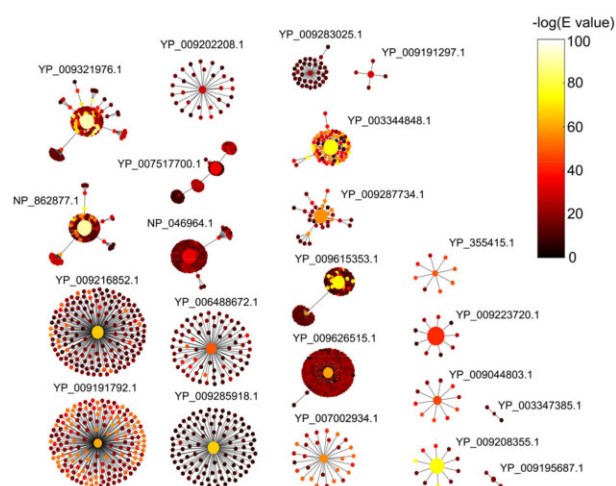 -log(E value)
100
80
60
40
20
0
YP_009321976.1
YP_009202208.1
YP_009283025.1
YP_009191297.1
YP_003344848.1
YP_007517700.1
NP_862877.1
NP_046964.1
YP_009287734.1
YP_009216852.1
YP_006488672.1
YP_009615353.1
YP_355415.1
YP_009223720.1
YP_009626515.1
YP_009191792.1
YP_009285918.1
YP_007002934.1
YP_009044803.1
YP_003347385.1
YP_009208355.1
YP_009195687.1